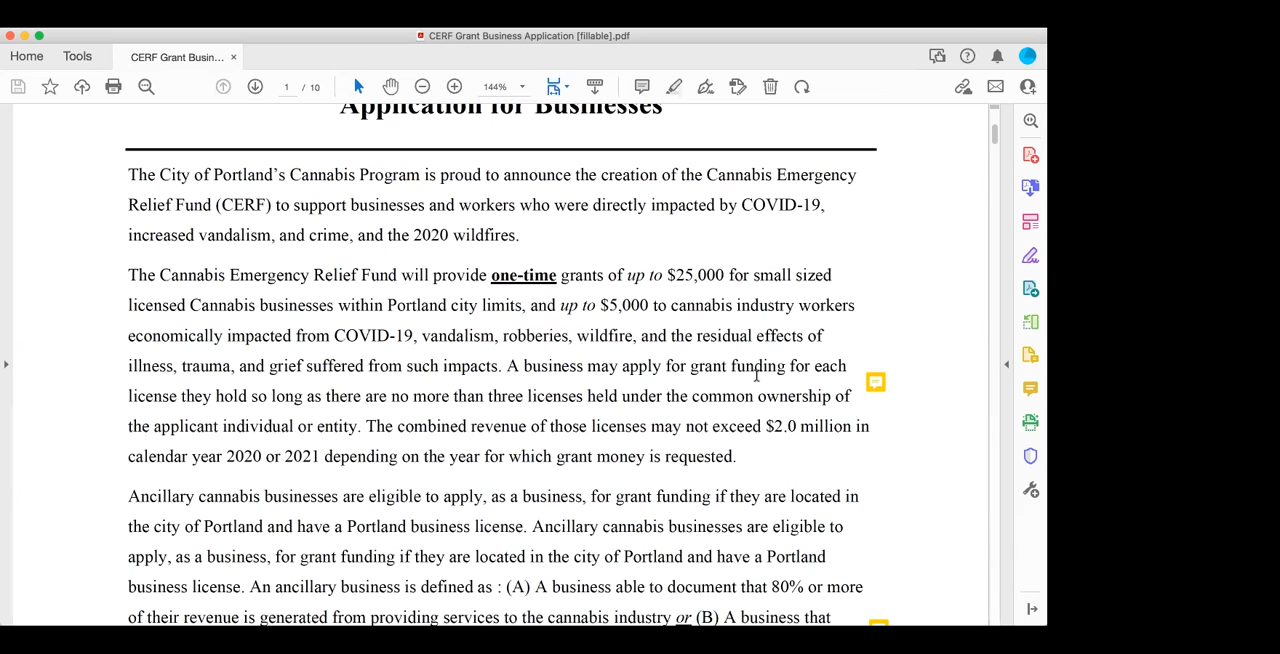 CERF Grant Business Application [fillable].pdf
Home Tools CERF Grant Busin... ×
1 / 10 144%
Application for Businesses
The City of Portland’s Cannabis Program is proud to announce the creation of the Cannabis Emergency
Relief Fund (CERF) to support businesses and workers who were directly impacted by COVID-19,
increased vandalism, and crime, and the 2020 wildfires.
The Cannabis Emergency Relief Fund will provide one-time grants of up to $25,000 for small sized
licensed Cannabis businesses within Portland city limits, and up to $5,000 to cannabis industry workers
economically impacted from COVID-19, vandalism, robberies, wildfire, and the residual effects of
illness, trauma, and grief suffered from such impacts. A business may apply for grant funding for each
license they hold so long as there are no more than three licenses held under the common ownership of
the applicant individual or entity. The combined revenue of those licenses may not exceed $2.0 million in
calendar year 2020 or 2021 depending on the year for which grant money is requested.
Ancillary cannabis businesses are eligible to apply, as a business, for grant funding if they are located in
the city of Portland and have a Portland business license. Ancillary cannabis businesses are eligible to
apply, as a business, for grant funding if they are located in the city of Portland and have a Portland
business license. An ancillary business is defined as : (A) A business able to document that 80% or more
of their revenue is generated from providing services to the cannabis industry or (B) A business that